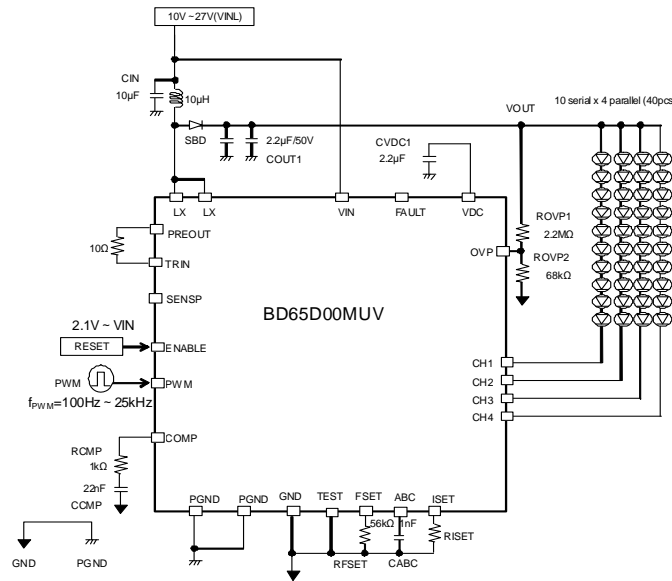 10V ~27V(VINL)
CIN
10µF
10µH
10 serial x 4 parallel (40pcs
VOUT
SBD
2.2µF/50V
COUT1
CVDC1
2.2µF
LX
LX
VIN
FAULT
VDC
PREOUT
10Ω
TRIN
ROVP1
2.2MΩ
OVP
ROVP2
68kΩ
SENSP
BD65D00MUV
2.1V ~ VIN
RESET
ENABLE
PWM
PWM
fPWM=100Hz ~ 25kHz
CH1
CH2
CH3
CH4
COMP
RCMP
1kΩ
22nF
CCMP
PGND
PGND
GND
TEST
FSET
ABC
ISET
56kΩ
1nF
RISET
RFSET
CABC
GND
PGND